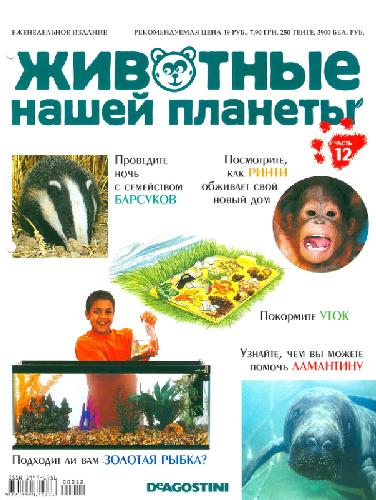 ЕЖЕНЕДЕЛЬНОЕ ИЗДАНИЕ
РЕКОМЕНДУЕМАЯ ЦЕНА 49 РУБ., 7,90 ГРН, 250 ТЕНГЕ, 2900 БЕЛ. РУБ.
ЖИВОТНЫЕ
НАШЕЙ ПЛАНЕТЫ
ЧАСТЬ
12
Проведите
ночь
с семейством
БАРСУКОВ
Посмотрите,
как РИНТИ
обживает свой
новый дом
Покормите УТОК
Узнайте, чем вы можете
помочь ЛАМАНТИНУ
Подходит ли вам ЗОЛОТАЯ РЫБКА?
00012
DeAGOSTINI